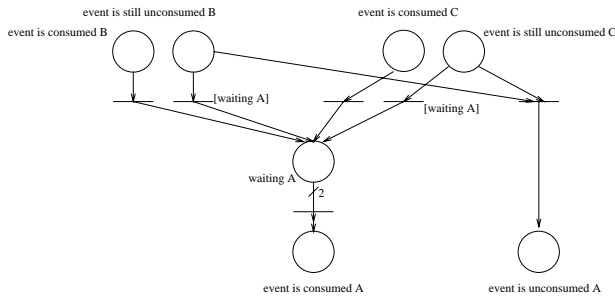 event is still unconsumed B
event is consumed C
event is consumed B
event is still unconsumed C
[waiting A]
[waiting A]
waiting A
2
event is consumed A
event is unconsumed A